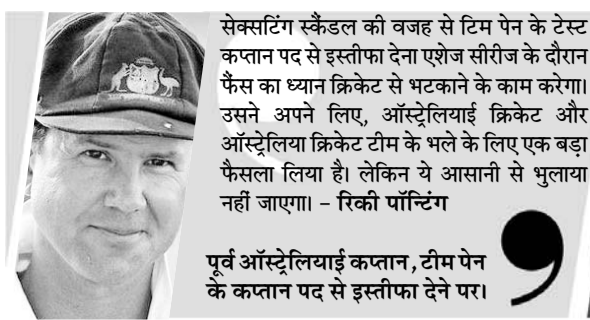 सेक्सटिंग स्कैंडल की वजह से टिम पेन के टेस्ट
कप्तान पद से इस्तीफा देना एशेज सीरीज के दौरान
फैंस का ध्यान क्रिकेट से भटकाने के काम करेगा।
उसने अपने लिए, ऑस्ट्रेलियाई क्रिकेट और
ऑस्ट्रेलिया क्रिकेट टीम के भले के लिए एक बड़ा
फैसला लिया है। लेकिन ये आसानी से भुलाया
नहीं जाएगा। – रिकी पॉन्टिंग
पूर्व ऑस्ट्रेलियाई कप्तान,टीम पेन
के कप्तान पद से इस्तीफा देने पर।